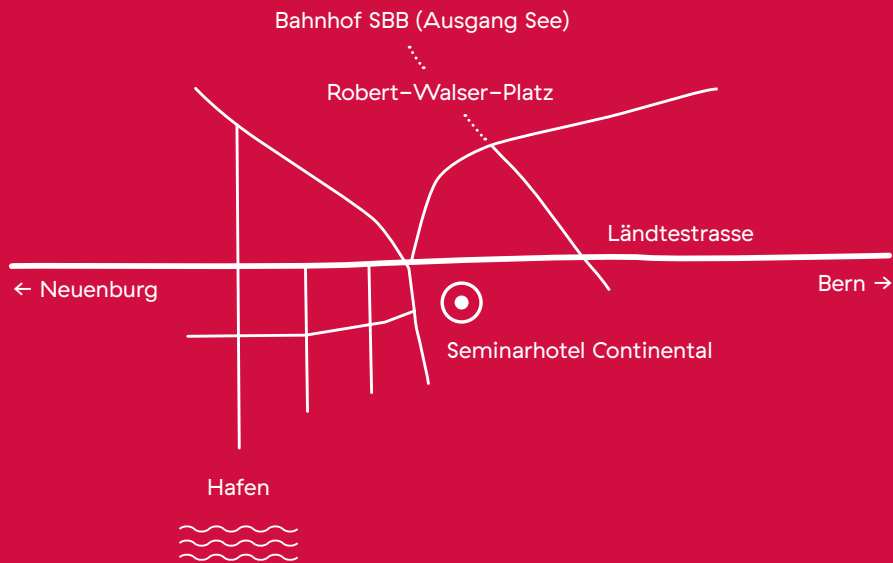 Bahnhof SBB (Ausgang See)
Robert-Walser-Platz
Ländtestrasse
← Neuenburg
Bern →
Seminarhotel Continental
Hafen